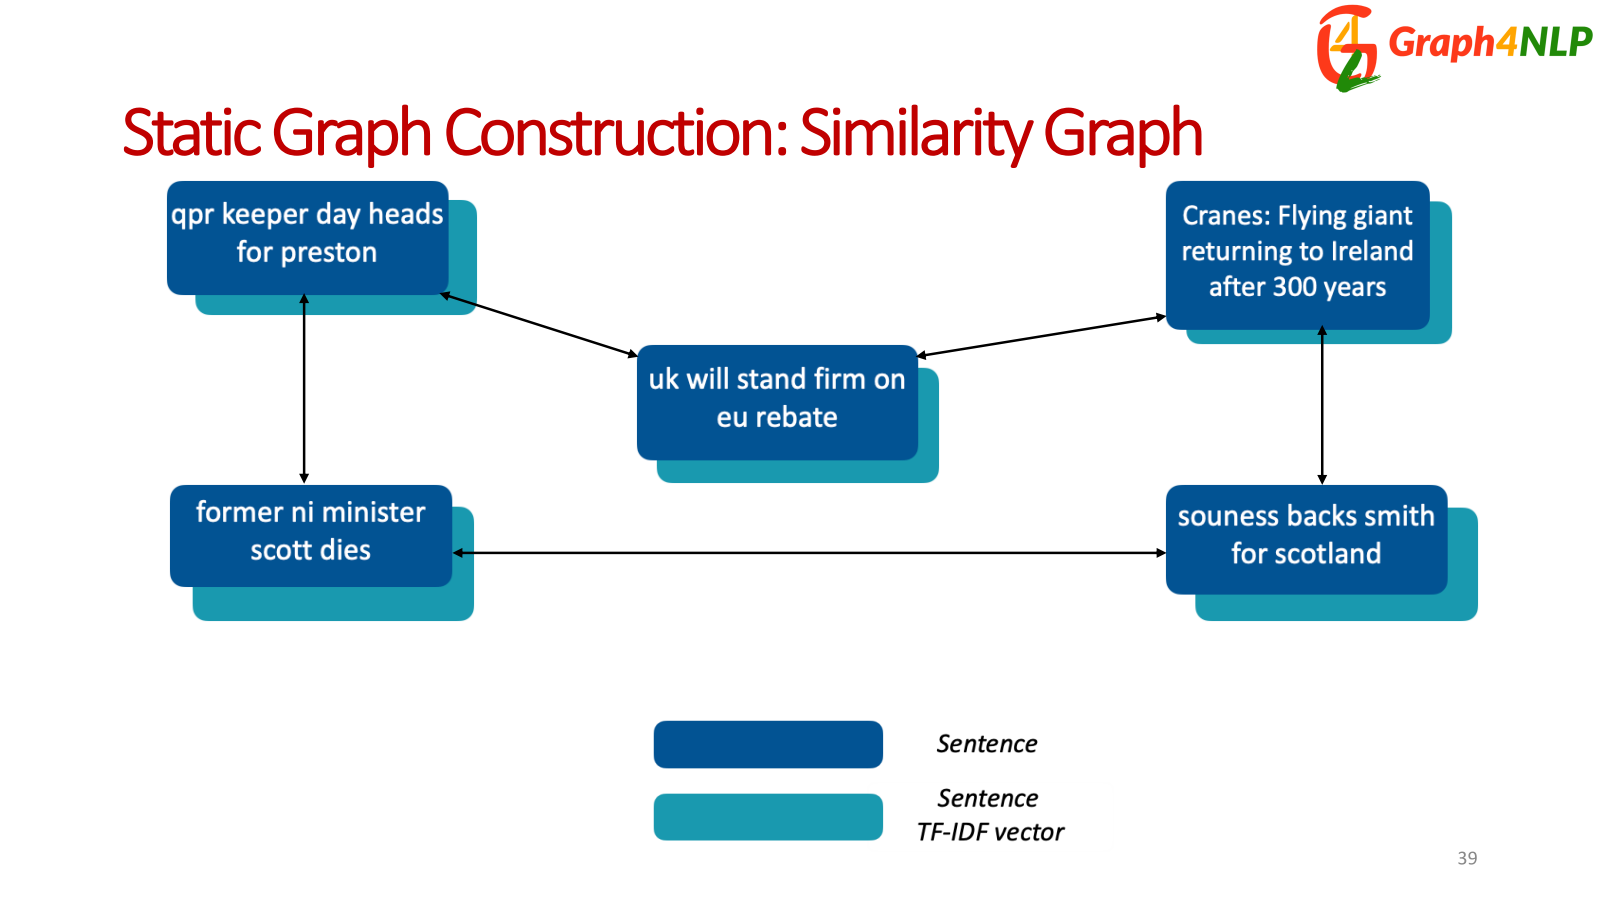 Graph4NLP
Static Graph Construction: Similarity Graph
qpr keeper day heads
for preston
Cranes: Flying giant
returning to Ireland
after 300 years
uk will stand firm on
eu rebate
former ni minister
scott dies
souness backs smith
for scotland
Sentence
Sentence
TF-IDF vector
39